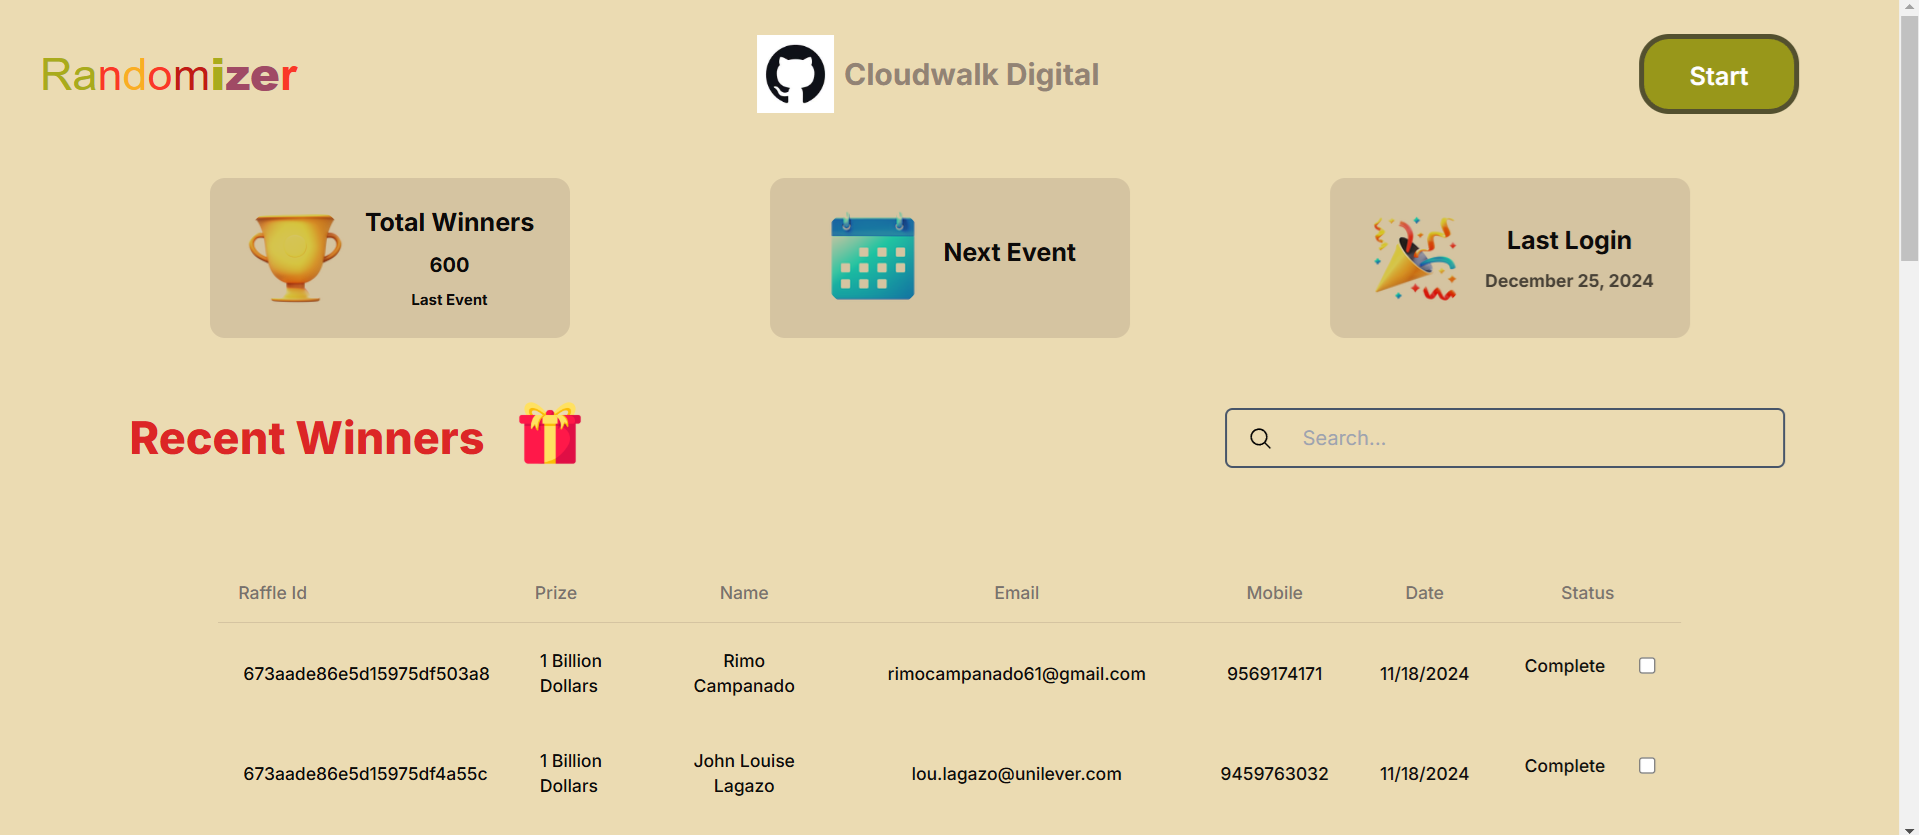 Randomizer
Cloudwalk Digital
Start
Total Winners
600
Last Event
Next Event
Last Login
December 25, 2024
Recent Winners
Search...
Raffle Id Prize Name Email Mobile Date Status
673aade86e5d15975df503a8 1 Billion Dollars Rimo Campanado rimocampanado61@gmail.com 9569174171 11/18/2024 Complete
673aade86e5d15975df4a55c 1 Billion Dollars John Louise Lagazo lou.lagazo@unilever.com 9459763032 11/18/2024 Complete